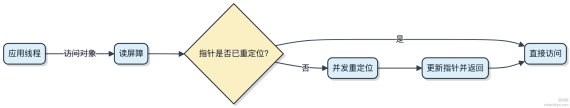 应用线程
访问对象
读屏障
指针是否已重定位?
是
否
并发重定位
更新指针并返回
直接访问